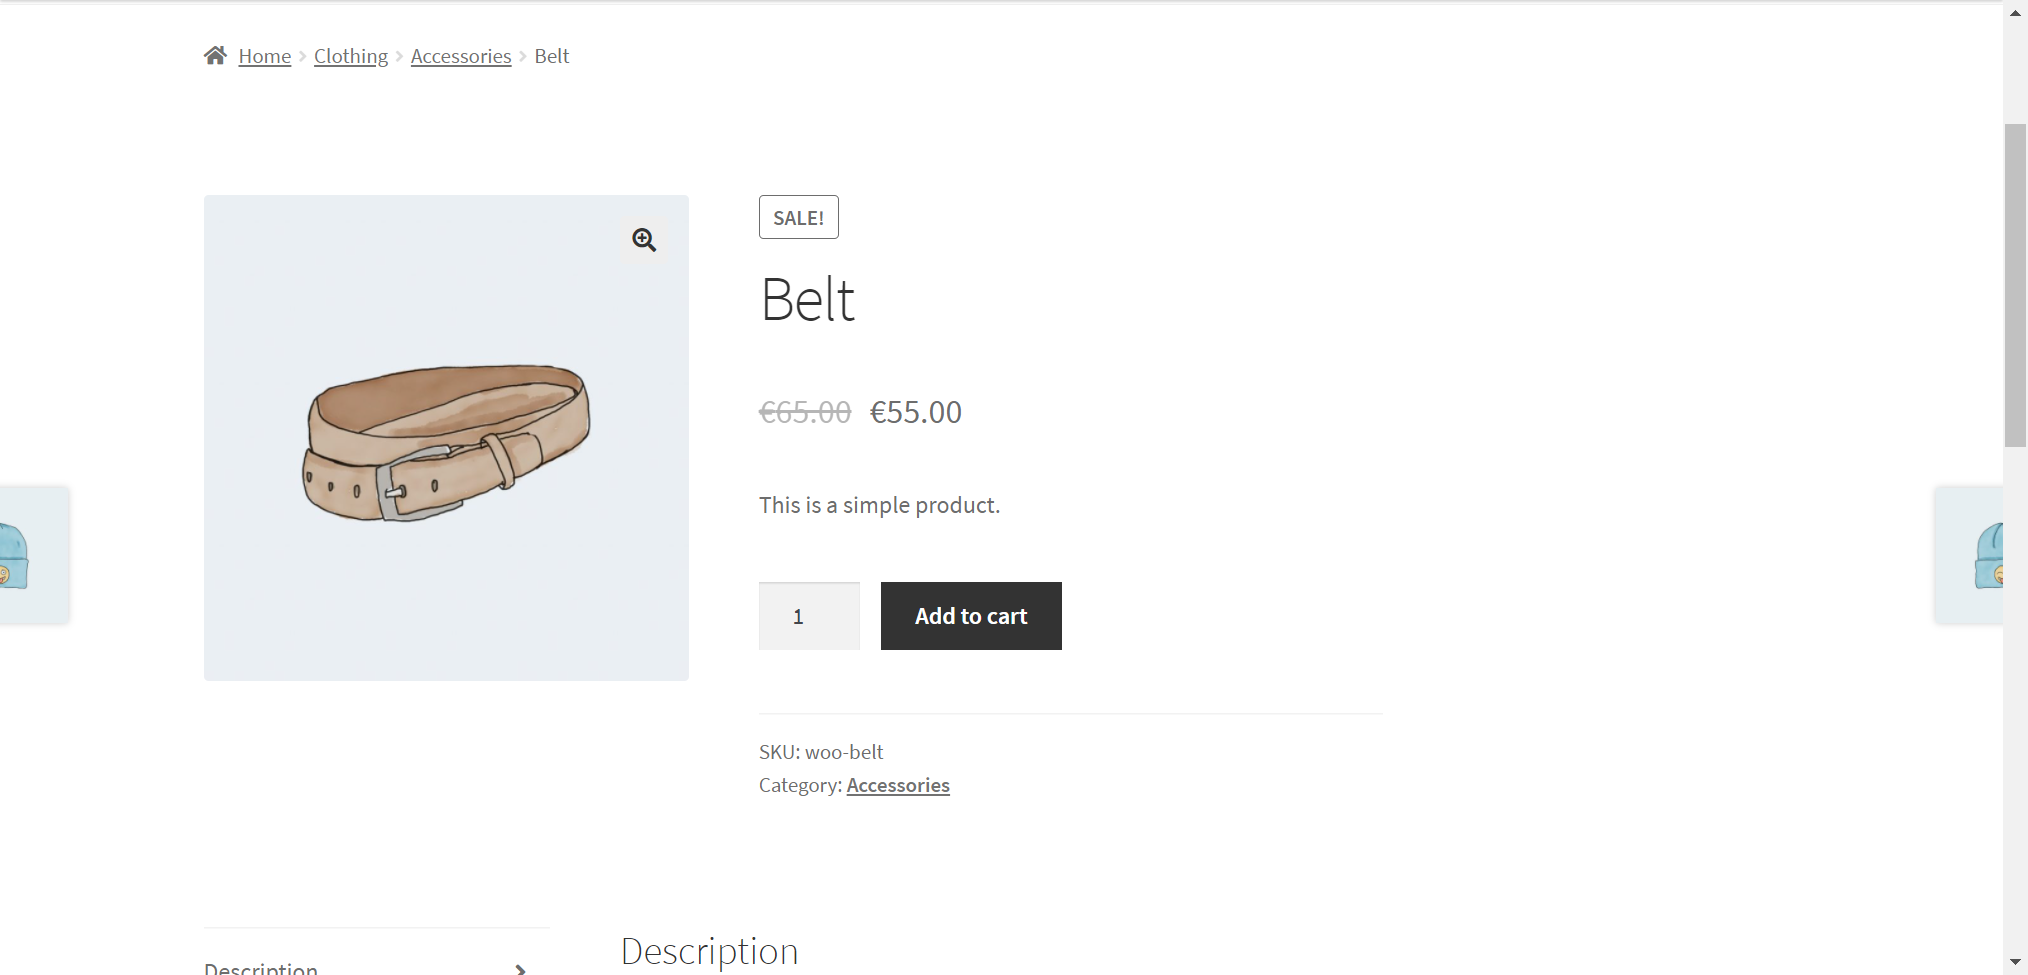 Home Clothing Accessories Belt
SALE!
Belt
€65.00 €55.00
This is a simple product.
1 Add to cart
SKU: woo-belt
Category: Accessories
Description
Description